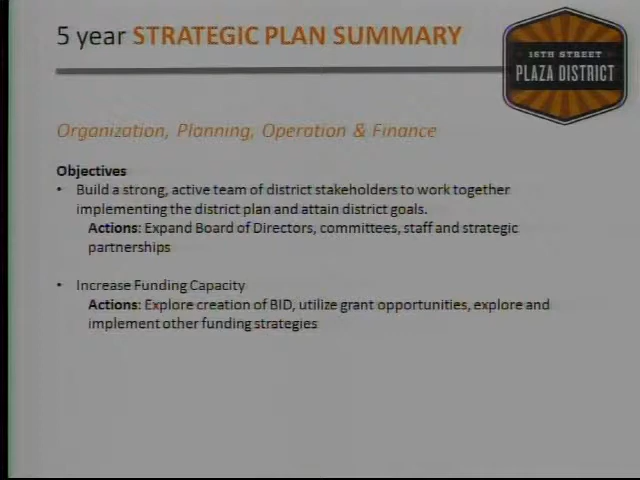 5 year STRATEGIC PLAN SUMMARY
16TH STREET
PLAZA DISTRICT
Organization, Planning, Operation & Finance
Objectives
• Build a strong, active team of district stakeholders to work together
implementing the district plan and attain district goals.
Actions: Expand Board of Directors, committees, staff and strategic
partnerships
• Increase Funding Capacity
Actions: Explore creation of BID, utilize grant opportunities, explore and
implement other funding strategies